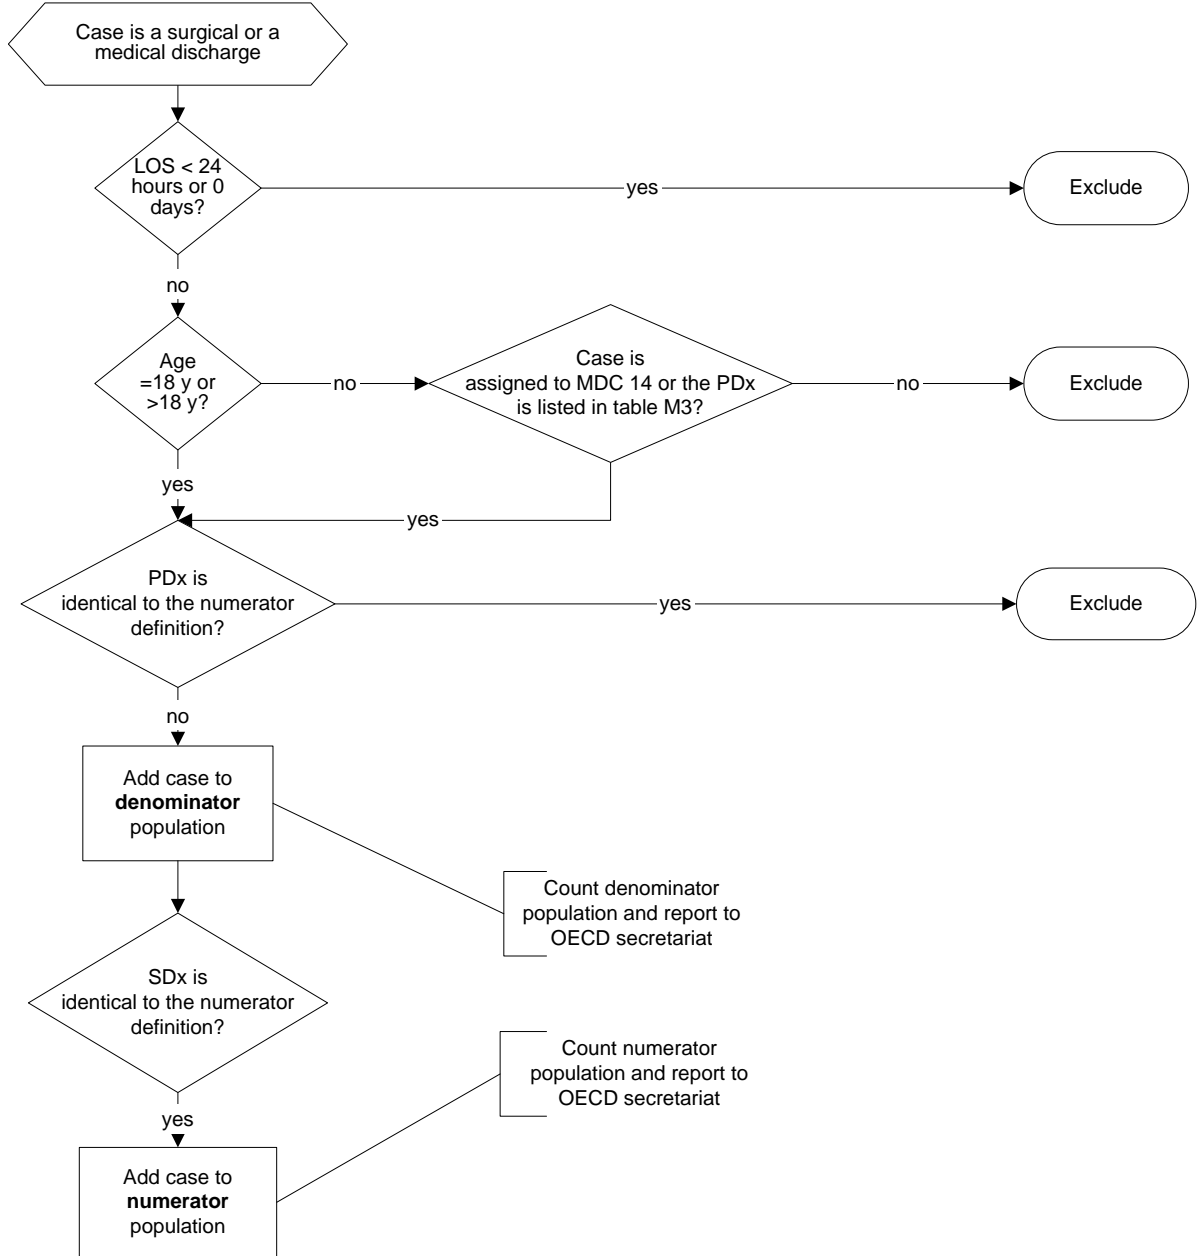 Case is a surgical or a
medical discharge
LOS < 24
hours or 0
days?
yes
Exclude
no
Age
=18 y or
>18 y?
no
Case is
assigned to MDC 14 or the PDx
is listed in table M3?
no
Exclude
yes
yes
PDx is
identical to the numerator
definition?
yes
Exclude
no
Add case to
denominator
population
Count denominator
population and report to
OECD secretariat
SDx is
identical to the numerator
definition?
Count numerator
population and report to
OECD secretariat
yes
Add case to
numerator
population